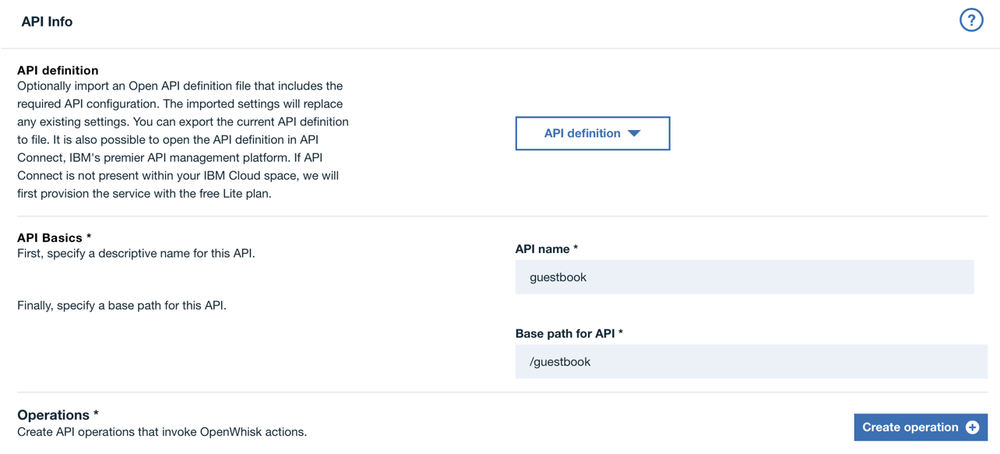 API Info
?
API definition
Optionally import an Open API definition file that includes the
required API configuration. The imported settings will replace
any existing settings. You can export the current API definition
to file. It is also possible to open the API definition in API
Connect, IBM's premier API management platform. If API
Connect is not present within your IBM Cloud space, we will
first provision the service with the free Lite plan.
API definition
API Basics *
First, specify a descriptive name for this API.
API name *
guestbook
Finally, specify a base path for this API.
Base path for API *
/guestbook
Operations *
Create API operations that invoke OpenWhisk actions.
Create operation